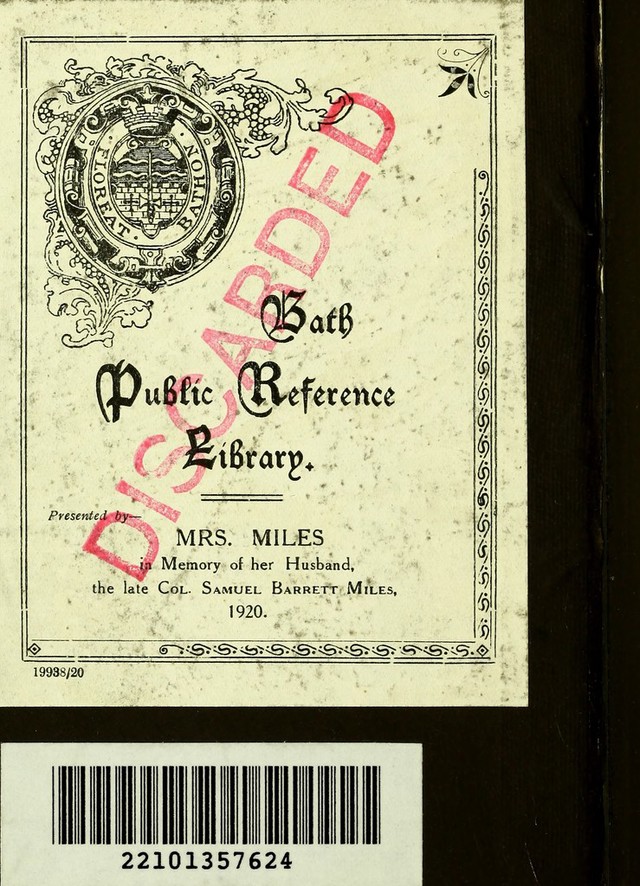 FLOREAT · BATHON
Bath
Public Reference
Library.
DISCARDED
Presented by—
MRS. MILES
in Memory of her Husband,
the late COL. SAMUEL BARRETT MILES,
1920.
19938/20
22101357624